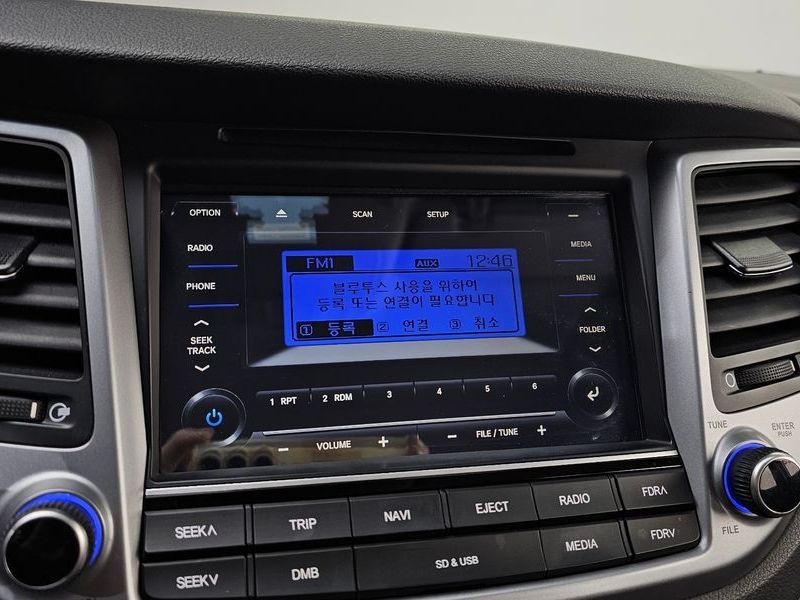 OPTION SCAN SETUP
RADIO MEDIA
PHONE MENU
SEEK
TRACK
FOLDER
FM1 AUX 12:46
블루투스 사용을 위하여
등록 또는 연결이 필요합니다
1 등록 2 연결 3 취소
1 RPT 2 RDM 3 4 5 6
VOLUME + − FILE / TUNE +
TUNE ENTER
PUSH
FILE
SEEK∧ TRIP NAVI EJECT RADIO FDR∧
SEEK∨ DMB SD & USB MEDIA FDR∨